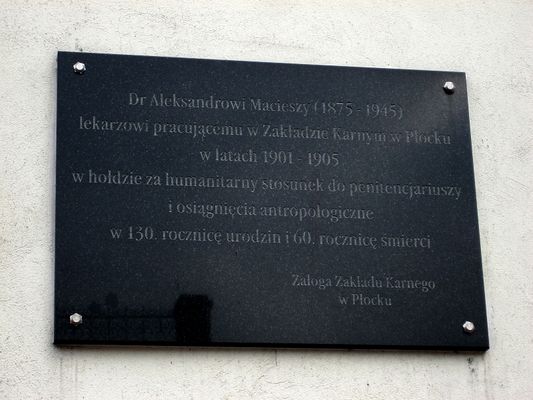 Dr Aleksandrowi Macieszy (1875 - 1945)
lekarzowi pracującemu w Zakładzie Karnym w Płocku
w latach 1901 - 1905
w hołdzie za humanitarny stosunek do penitencjariuszy
i osiągnięcia antropologiczne
w 130. rocznicę urodzin i 60. rocznicę śmierci
Załoga Zakładu Karnego
w Płocku